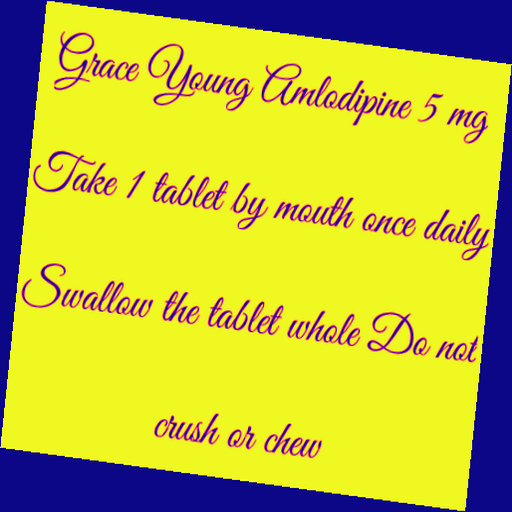 Grace Young Amlodipine 5 mg
Take 1 tablet by mouth once daily
Swallow the tablet whole Do not
crush or chew